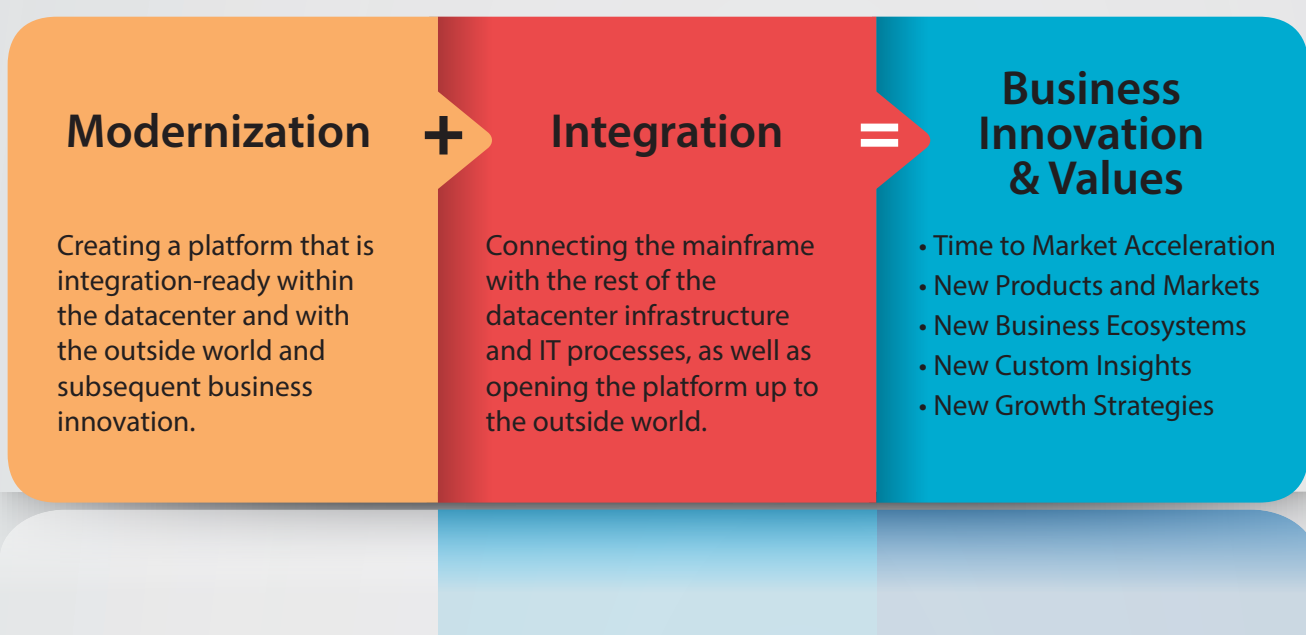 Modernization
+
Integration
=
Business
Innovation
& Values
Creating a platform that is
integration-ready within
the datacenter and with
the outside world and
subsequent business
innovation.
Connecting the mainframe
with the rest of the
datacenter infrastructure
and IT processes, as well as
opening the platform up to
the outside world.
• Time to Market Acceleration
• New Products and Markets
• New Business Ecosystems
• New Custom Insights
• New Growth Strategies